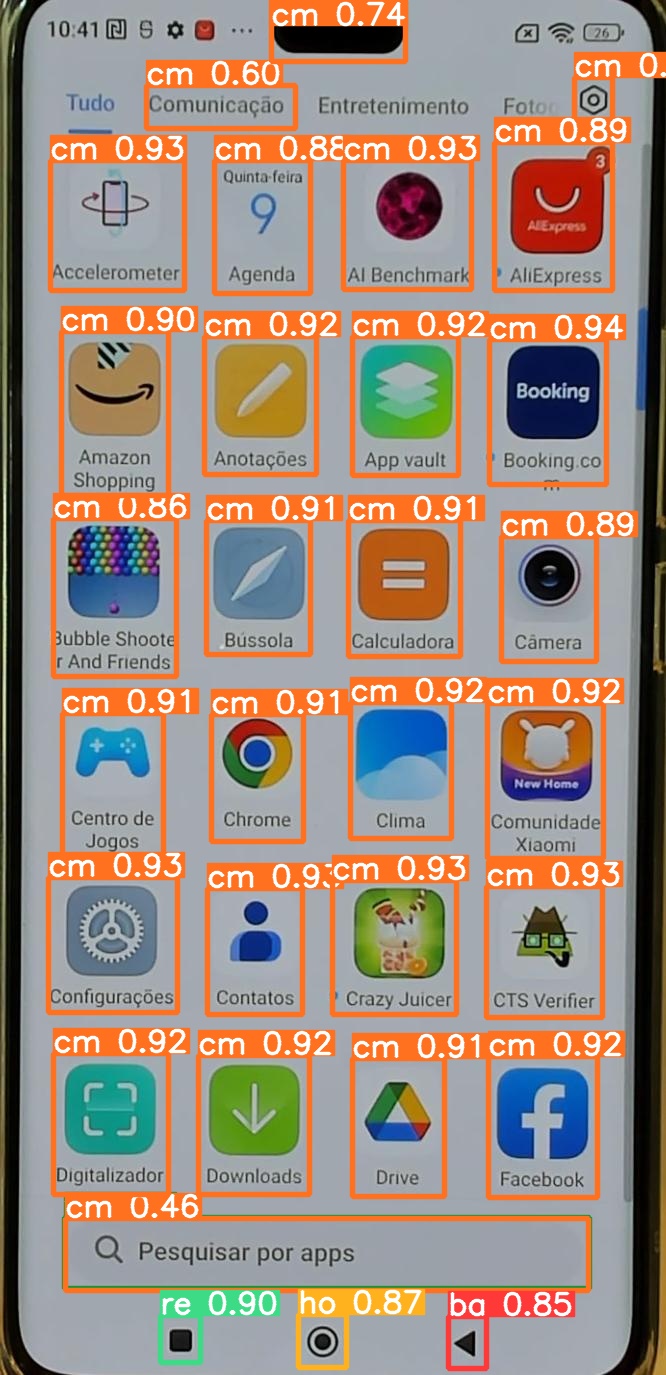 cm 0.74
10:41
26
cm 0.60
cm 0.
Tudo Comunicação Entretenimento Fotog
cm 0.93 cm 0.88 cm 0.93 cm 0.89
Quinta-feira
9
3
AliExpress
Accelerometer Agenda AI Benchmark AliExpress
cm 0.90 cm 0.92 cm 0.92 cm 0.94
Booking
Amazon Anotações App vault Booking.co
Shopping m
cm 0.86 cm 0.91 cm 0.91 cm 0.89
Bubble Shoote Bússola Calculadora Câmera
r And Friends
cm 0.91 cm 0.91 cm 0.92 cm 0.92
New Home
Centro de Chrome Clima Comunidade
Jogos Xiaomi
cm 0.93 cm 0.93 cm 0.93 cm 0.93
Configurações Contatos Crazy Juicer CTS Verifier
cm 0.92 cm 0.92 cm 0.91 cm 0.92
Digitalizador Downloads Drive Facebook
cm 0.46
Pesquisar por apps
re 0.90 ho 0.87 ba 0.85